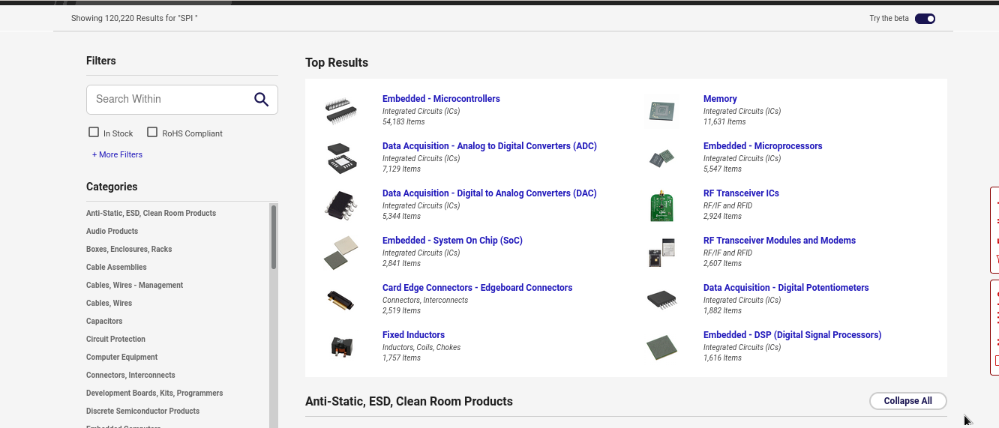 Showing 120,220 Results for "SPI "
Try the beta
Filters
Search Within
In Stock
RoHS Compliant
+ More Filters
Categories
Anti-Static, ESD, Clean Room Products
Audio Products
Boxes, Enclosures, Racks
Cable Assemblies
Cables, Wires - Management
Cables, Wires
Capacitors
Circuit Protection
Computer Equipment
Connectors, Interconnects
Development Boards, Kits, Programmers
Discrete Semiconductor Products
Embedded Computers
Top Results
Embedded - Microcontrollers
Integrated Circuits (ICs)
54,183 Items
Memory
Integrated Circuits (ICs)
11,631 Items
Data Acquisition - Analog to Digital Converters (ADC)
Integrated Circuits (ICs)
7,129 Items
Embedded - Microprocessors
Integrated Circuits (ICs)
5,547 Items
Data Acquisition - Digital to Analog Converters (DAC)
Integrated Circuits (ICs)
5,344 Items
RF Transceiver ICs
RF/IF and RFID
2,924 Items
Embedded - System On Chip (SoC)
Integrated Circuits (ICs)
2,841 Items
RF Transceiver Modules and Modems
RF/IF and RFID
2,607 Items
Card Edge Connectors - Edgeboard Connectors
Connectors, Interconnects
2,519 Items
Data Acquisition - Digital Potentiometers
Integrated Circuits (ICs)
1,882 Items
Fixed Inductors
Inductors, Coils, Chokes
1,757 Items
Embedded - DSP (Digital Signal Processors)
Integrated Circuits (ICs)
1,616 Items
Anti-Static, ESD, Clean Room Products
Collapse All